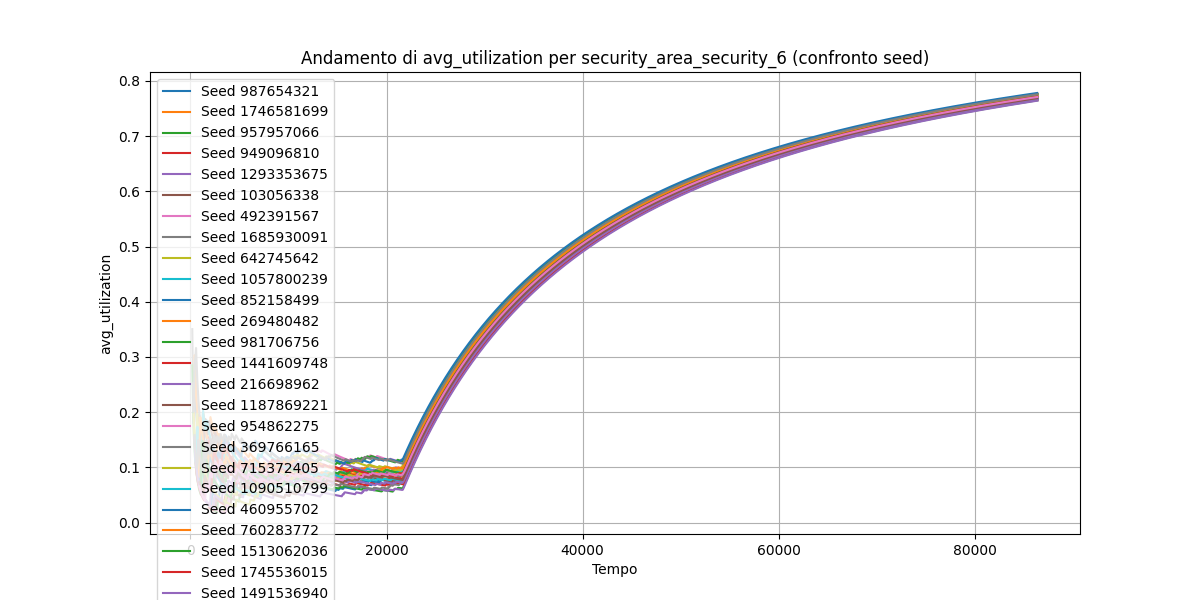 Andamento di avg_utilization per security_area_security_6 (confronto seed)
avg_utilization
0.8
0.7
0.6
0.5
0.4
0.3
0.2
0.1
0.0
Seed 987654321
Seed 1746581699
Seed 957957066
Seed 949096810
Seed 1293353675
Seed 103056338
Seed 492391567
Seed 1685930091
Seed 642745642
Seed 1057800239
Seed 852158499
Seed 269480482
Seed 981706756
Seed 1441609748
Seed 216698962
Seed 1187869221
Seed 954862275
Seed 369766165
Seed 715372405
Seed 1090510799
Seed 460955702
Seed 760283772
Seed 1513062036
Seed 1745536015
Seed 1491536940
0 20000 40000 60000 80000
Tempo